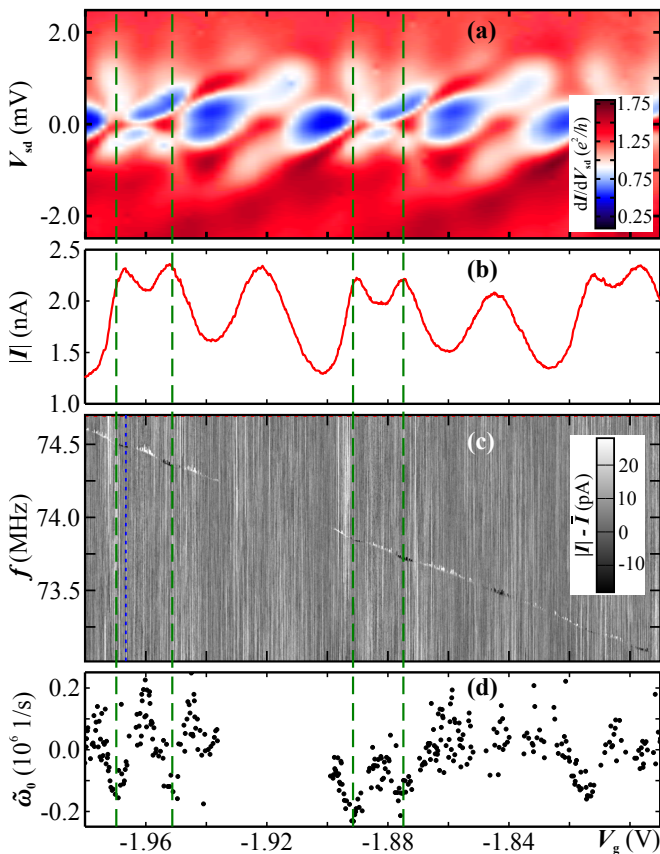 (a)
2.0
0.0
-2.0
V_sd (mV)
dI/dV_sd (e²/h)
1.75
1.25
0.75
0.25
(b)
2.5
2.0
1.5
1.0
|I| (nA)
(c)
74.5
74.0
73.5
f (MHz)
|I| - Ī (pA)
20
10
0
-10
(d)
0.2
0.0
-0.2
ω̃₀ (10⁶ 1/s)
-1.96
-1.92
-1.88
-1.84
V_g (V)